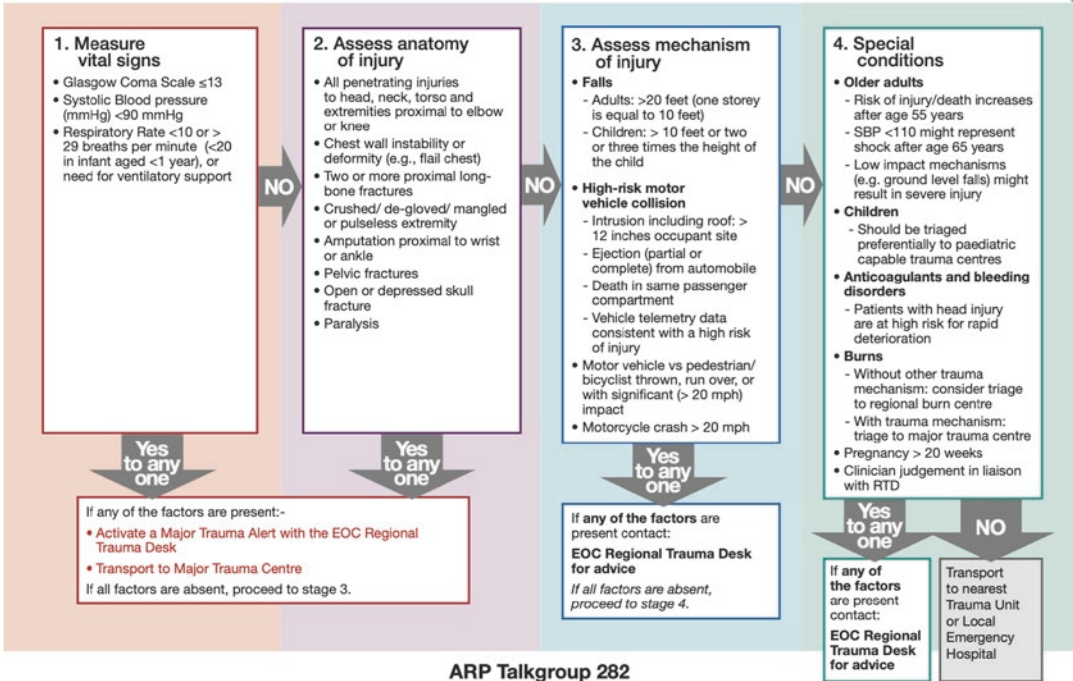 1. Measure
vital signs
• Glasgow Coma Scale ≤13
• Systolic Blood pressure
(mmHg) <90 mmHg
• Respiratory Rate <10 or >
29 breaths per minute (<20
in infant aged <1 year), or
need for ventilatory support
NO
Yes
to any
one
2. Assess anatomy
of injury
• All penetrating injuries
to head, neck, torso and
extremities proximal to elbow
or knee
• Chest wall instability or
deformity (e.g., flail chest)
• Two or more proximal long-
bone fractures
• Crushed/ de-gloved/ mangled
or pulseless extremity
• Amputation proximal to wrist
or ankle
• Pelvic fractures
• Open or depressed skull
fracture
• Paralysis
NO
Yes
to any
one
If any of the factors are present:-
• Activate a Major Trauma Alert with the EOC Regional
Trauma Desk
• Transport to Major Trauma Centre
If all factors are absent, proceed to stage 3.
3. Assess mechanism
of injury
• Falls
- Adults: >20 feet (one storey
is equal to 10 feet)
- Children: > 10 feet or two
or three times the height of
the child
• High-risk motor
vehicle collision
- Intrusion including roof: >
12 inches occupant site
- Ejection (partial or
complete) from automobile
- Death in same passenger
compartment
- Vehicle telemetry data
consistent with a high risk
of injury
• Motor vehicle vs pedestrian/
bicyclist thrown, run over, or
with significant (> 20 mph)
impact
• Motorcycle crash > 20 mph
NO
Yes
to any
one
If any of the factors are
present contact:
EOC Regional Trauma Desk
for advice
If all factors are absent,
proceed to stage 4.
4. Special
conditions
• Older adults
- Risk of injury/death increases
after age 55 years
- SBP <110 might represent
shock after age 65 years
- Low impact mechanisms
(e.g. ground level falls) might
result in severe injury
• Children
- Should be triaged
preferentially to paediatric
capable trauma centres
• Anticoagulants and bleeding
disorders
- Patients with head injury
are at high risk for rapid
deterioration
• Burns
- Without other trauma
mechanism: consider triage
to regional burn centre
- With trauma mechanism:
triage to major trauma centre
• Pregnancy > 20 weeks
• Clinician judgement in liaison
with RTD
Yes
to any
one
If any of
the factors
are present
contact:
EOC Regional
Trauma Desk
for advice
NO
Transport
to nearest
Trauma Unit
or Local
Emergency
Hospital
ARP Talkgroup 282